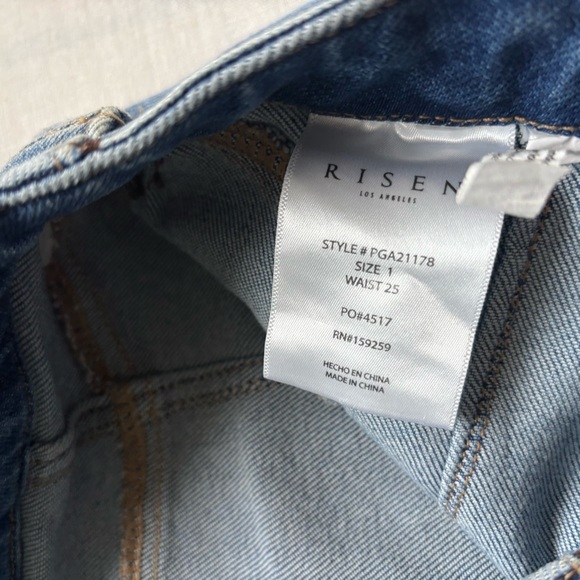 RISEN
LOS ANGELES
STYLE # PGA21178
SIZE 1
WAIST 25
PO#4517
RN#159259
HECHO EN CHINA
MADE IN CHINA